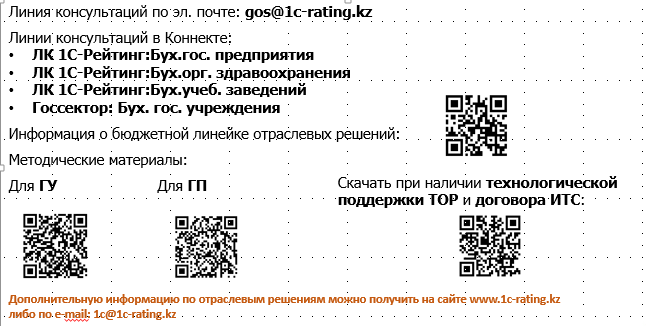 Линия консультаций по эл. почте: gos@1c-rating.kz
Линии консультаций в Коннекте:
• ЛК 1С-Рейтинг:Бух.гос. предприятия
• ЛК 1С-Рейтинг:Бух.орг. здравоохранения
• ЛК 1С-Рейтинг:Бух.учеб. заведений
• Госсектор: Бух. гос. учреждения
Информация о бюджетной линейке отраслевых решений:
Методические материалы:
Для ГУ
Для ГП
Скачать при наличии технологической
поддержки ТОР и договора ИТС:
Дополнительную информацию по отраслевым решениям можно получить на сайте www.1c-rating.kz
либо по e-mail: 1c@1c-rating.kz